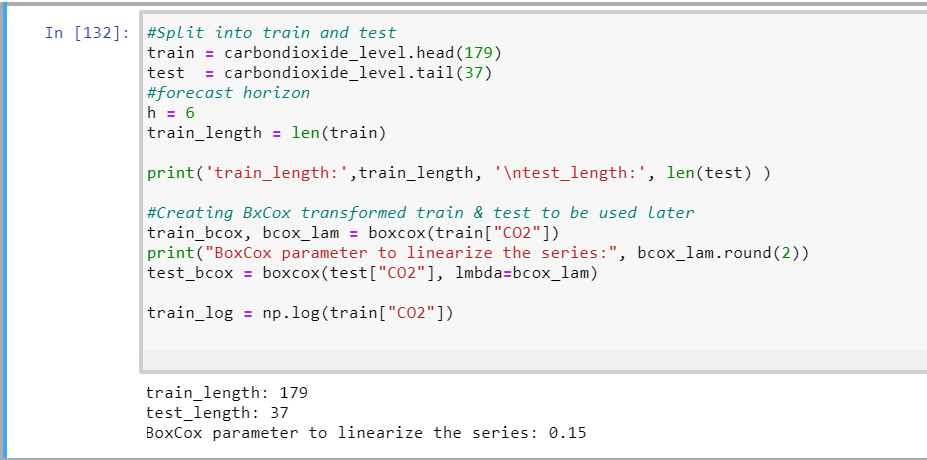 In [132]: #Split into train and test
train = carbondioxide_level.head(179)
test  = carbondioxide_level.tail(37)
#forecast horizon
h = 6
train_length = len(train)
print('train_length:',train_length, '\ntest_length:', len(test) )
#Creating BxCox transformed train & test to be used later
train_bcox, bcox_lam = boxcox(train["CO2"])
print("BoxCox parameter to linearize the series:", bcox_lam.round(2))
test_bcox = boxcox(test["CO2"], lmbda=bcox_lam)
train_log = np.log(train["CO2"])
train_length: 179
test_length: 37
BoxCox parameter to linearize the series: 0.15